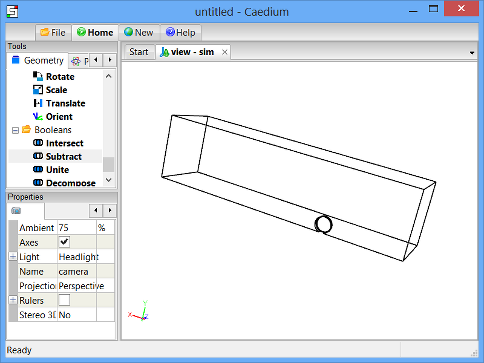 untitled - Caedium
File Home New Help
Tools
Geometry P
Rotate
Scale
Translate
Orient
Booleans
Intersect
Subtract
Unite
Decompose
Properties
Ambient 75 %
Axes
Light Headlight
Name camera
Projection Perspective
Rulers
Stereo 3D No
Start view - sim
X Y Z
Ready